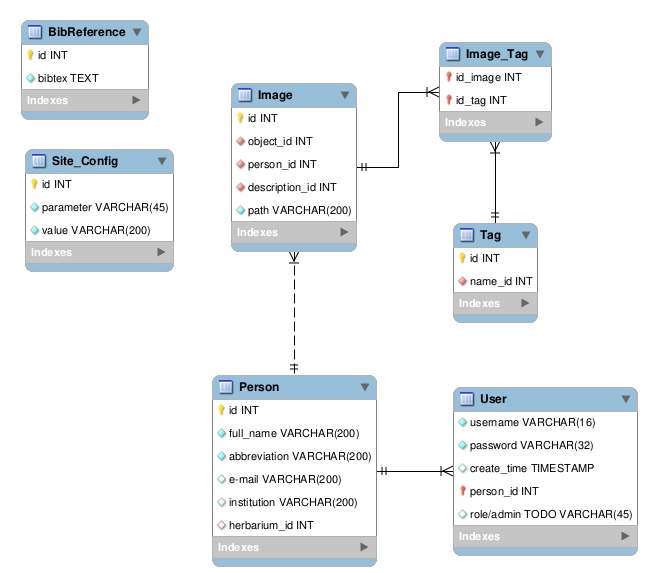 BibReference
id INT
bibtex TEXT
Indexes
Site_Config
id INT
parameter VARCHAR(45)
value VARCHAR(200)
Indexes
Image
id INT
object_id INT
person_id INT
description_id INT
path VARCHAR(200)
Indexes
Image_Tag
id_image INT
id_tag INT
Indexes
Tag
id INT
name_id INT
Indexes
Person
id INT
full_name VARCHAR(200)
abbreviation VARCHAR(200)
e-mail VARCHAR(200)
institution VARCHAR(200)
herbarium_id INT
Indexes
User
username VARCHAR(16)
password VARCHAR(32)
create_time TIMESTAMP
person_id INT
role/admin TODO VARCHAR(45)
Indexes